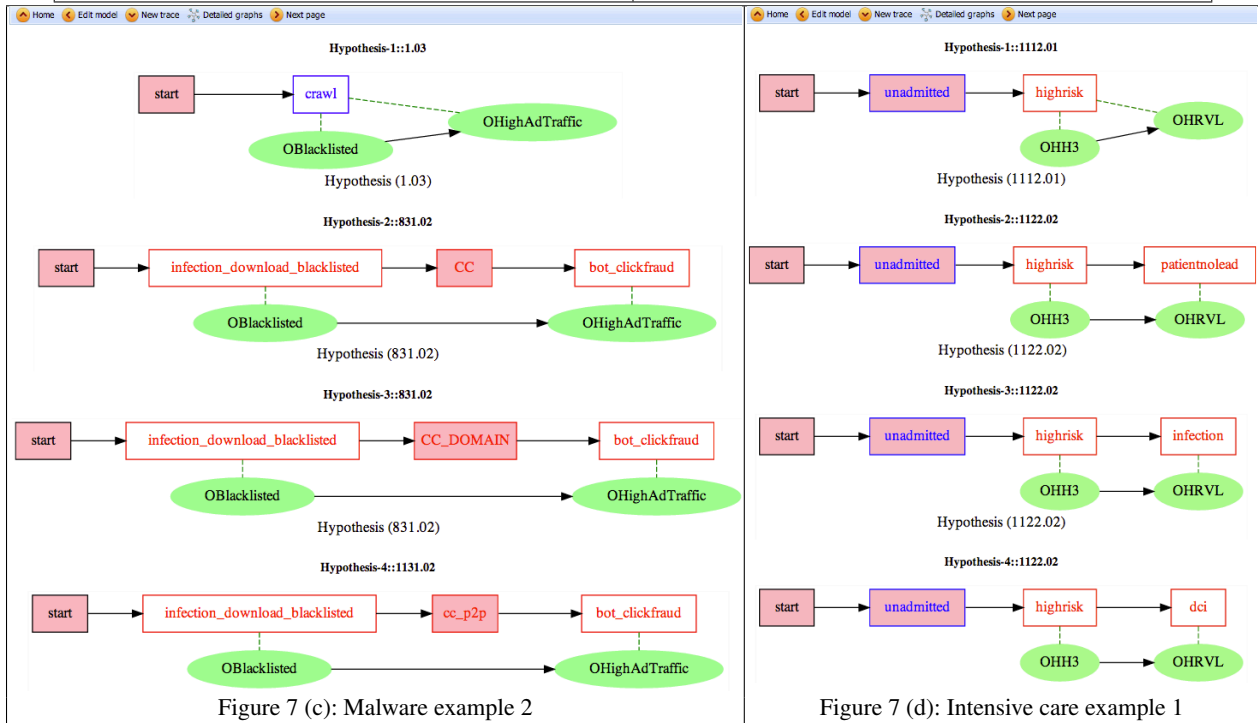 Home Edit model New trace Detailed graphs Next page
Hypothesis-1::1.03
start crawl
OHighAdTraffic
OBlacklisted
Hypothesis (1.03)
Hypothesis-2::831.02
start infection_download_blacklisted CC bot_clickfraud
OBlacklisted OHighAdTraffic
Hypothesis (831.02)
Hypothesis-3::831.02
start infection_download_blacklisted CC_DOMAIN bot_clickfraud
OBlacklisted OHighAdTraffic
Hypothesis (831.02)
Hypothesis-4::1131.02
start infection_download_blacklisted cc_p2p bot_clickfraud
OBlacklisted OHighAdTraffic
Figure 7 (c): Malware example 2
Home Edit model New trace Detailed graphs Next page
Hypothesis-1::1112.01
start unadmitted highrisk
OHRVL
OHH3
Hypothesis (1112.01)
Hypothesis-2::1122.02
start unadmitted highrisk patientnolead
OHH3 OHRVL
Hypothesis (1122.02)
Hypothesis-3::1122.02
start unadmitted highrisk infection
OHH3 OHRVL
Hypothesis (1122.02)
Hypothesis-4::1122.02
start unadmitted highrisk dci
OHH3 OHRVL
Figure 7 (d): Intensive care example 1